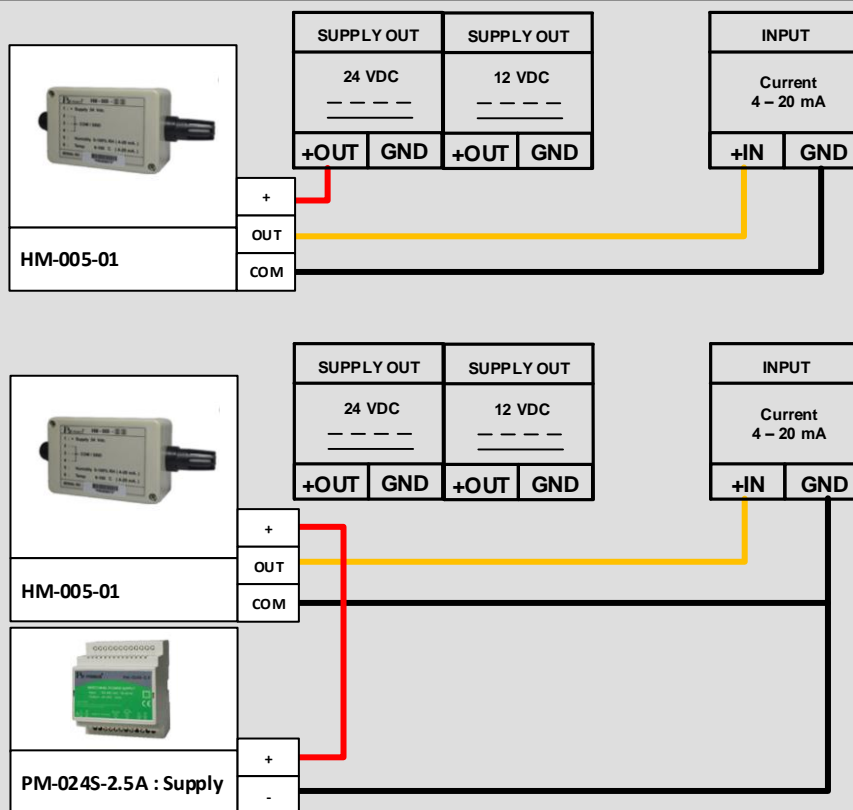 SUPPLY OUT
SUPPLY OUT
INPUT
24 VDC
12 VDC
Current
4 – 20 mA
+OUT GND +OUT GND
+IN GND
+
OUT
COM
HM-005-01
SUPPLY OUT
SUPPLY OUT
INPUT
24 VDC
12 VDC
Current
4 – 20 mA
+OUT GND +OUT GND
+IN GND
+
OUT
COM
HM-005-01
+
-
PM-024S-2.5A : Supply